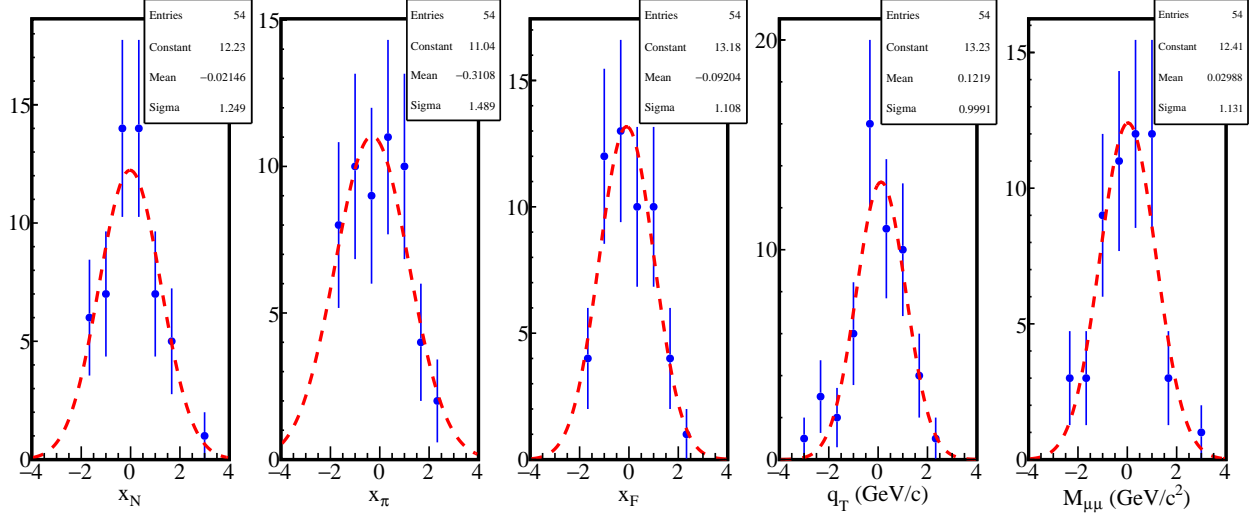 Entries 54
Constant 12.23
Mean −0.02146
Sigma 1.249
15
10
5
0
−4 −2 0 2 4
x_N
Entries 54
Constant 11.04
Mean −0.3108
Sigma 1.489
15
10
5
0
−4 −2 0 2 4
x_π
Entries 54
Constant 13.18
Mean −0.09204
Sigma 1.108
15
10
5
0
−4 −2 0 2 4
x_F
Entries 54
Constant 13.23
Mean 0.1219
Sigma 0.9991
20
10
0
−4 −2 0 2 4
q_T (GeV/c)
Entries 54
Constant 12.41
Mean 0.02988
Sigma 1.131
15
10
5
0
−4 −2 0 2 4
M_μμ (GeV/c²)